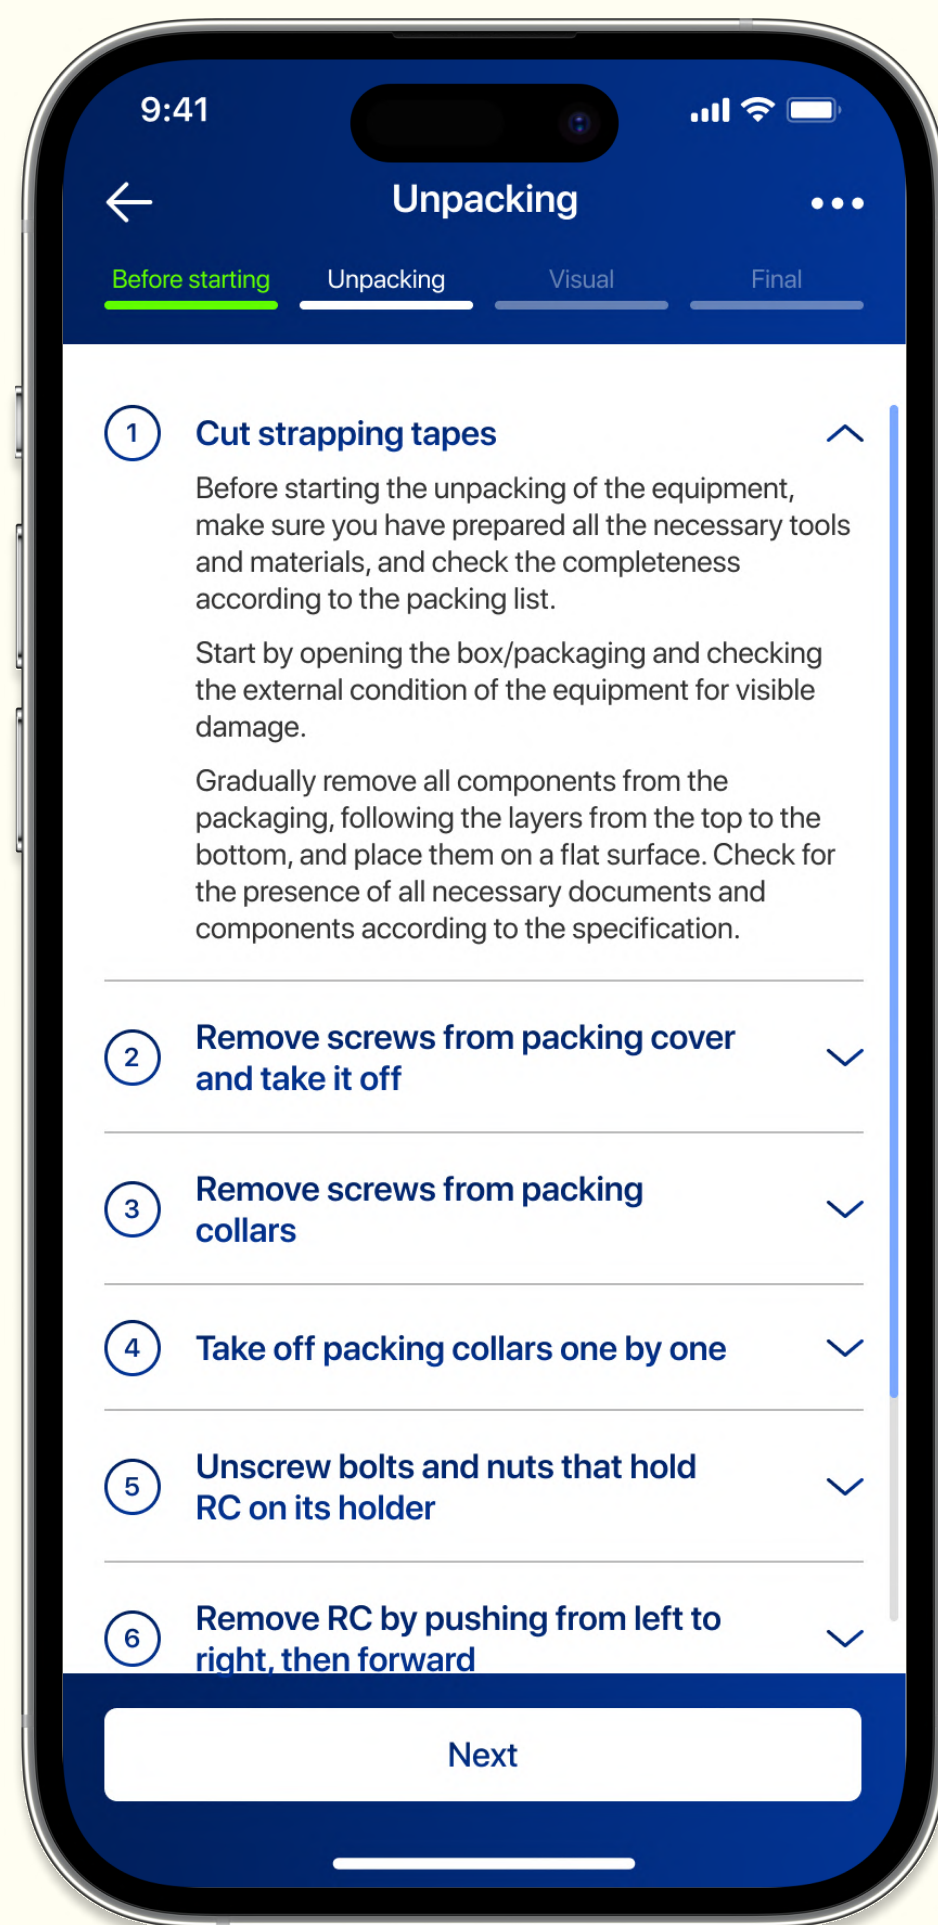 9:41
Unpacking
Before starting
Unpacking
Visual
Final
1
Cut strapping tapes
Before starting the unpacking of the equipment,
make sure you have prepared all the necessary tools
and materials, and check the completeness
according to the packing list.
Start by opening the box/packaging and checking
the external condition of the equipment for visible
damage.
Gradually remove all components from the
packaging, following the layers from the top to the
bottom, and place them on a flat surface. Check for
the presence of all necessary documents and
components according to the specification.
2
Remove screws from packing cover
and take it off
3
Remove screws from packing
collars
4
Take off packing collars one by one
5
Unscrew bolts and nuts that hold
RC on its holder
6
Remove RC by pushing from left to
right, then forward
Next